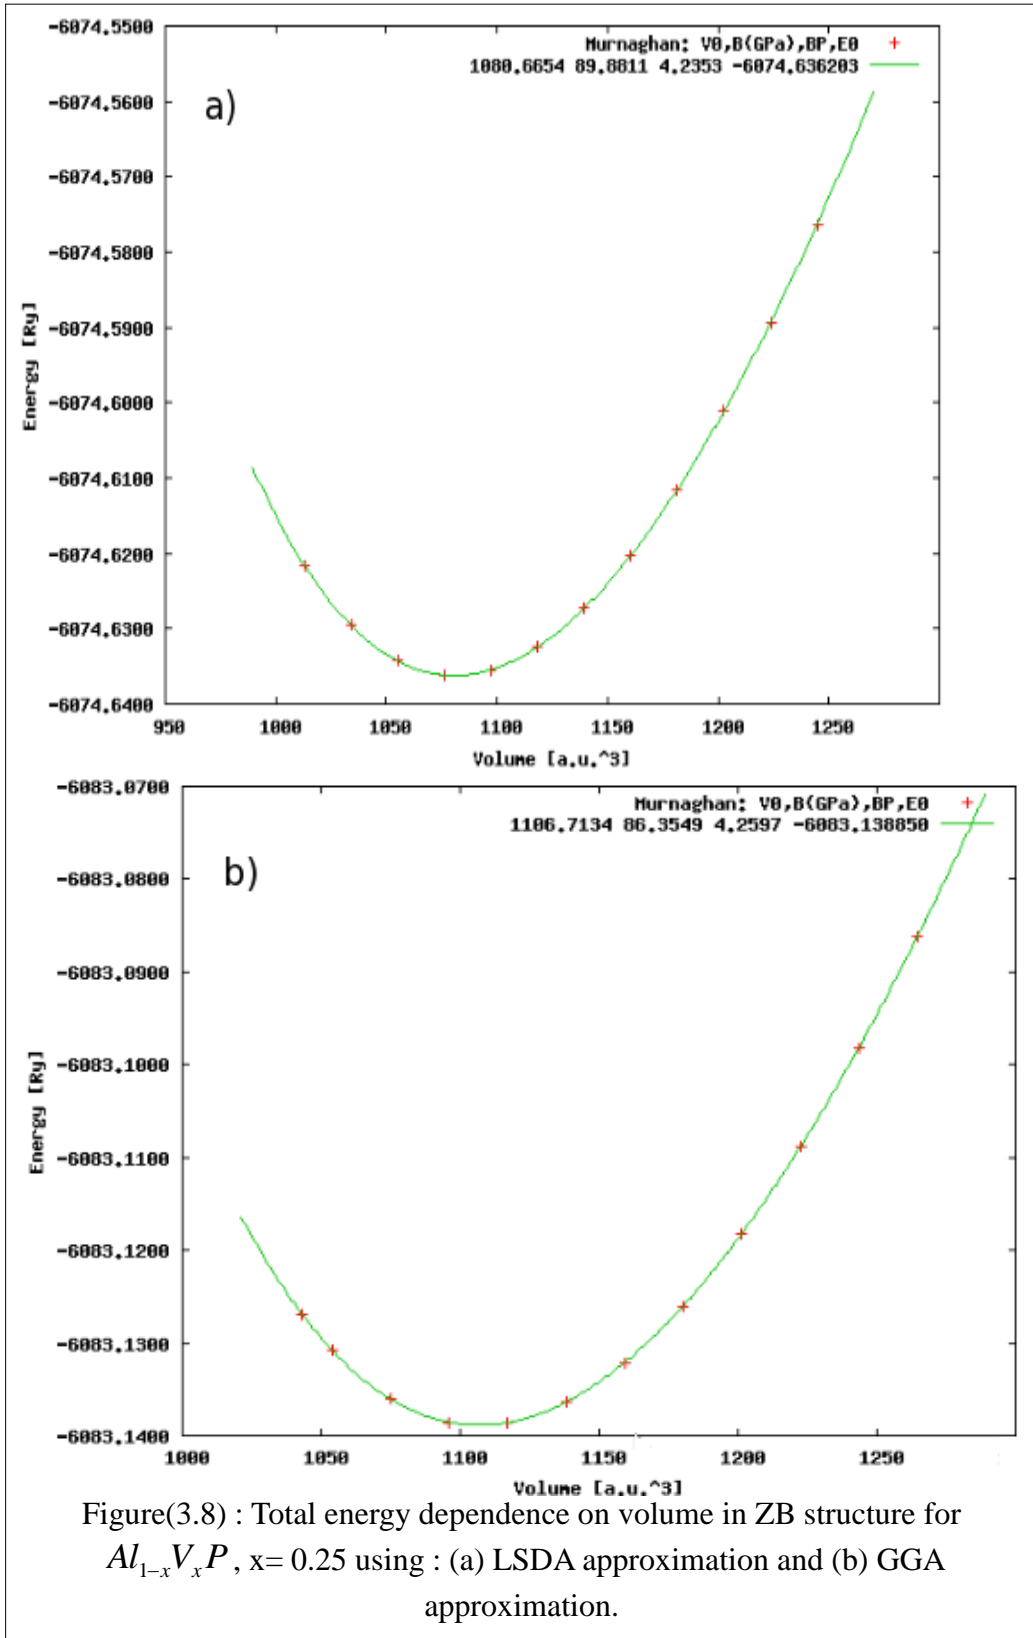 -6074.5500
Murnaghan: V0,B(GPa),BP,E0
1080.6654 89.8811 4.2353 -6074.636203
a)
-6074.5600
-6074.5700
-6074.5800
-6074.5900
-6074.6000
-6074.6100
-6074.6200
-6074.6300
-6074.6400
Energy [Ry]
950 1000 1050 1100 1150 1200 1250
Volume [a.u.^3]
-6083.0700
Murnaghan: V0,B(GPa),BP,E0
1106.7134 86.3549 4.2597 -6083.138850
b)
-6083.0800
-6083.0900
-6083.1000
-6083.1100
-6083.1200
-6083.1300
-6083.1400
Energy [Ry]
1000 1050 1100 1150 1200 1250
Volume [a.u.^3]
Figure(3.8) : Total energy dependence on volume in ZB structure for
Al₁₋ₓVₓP , x= 0.25 using : (a) LSDA approximation and (b) GGA
approximation.